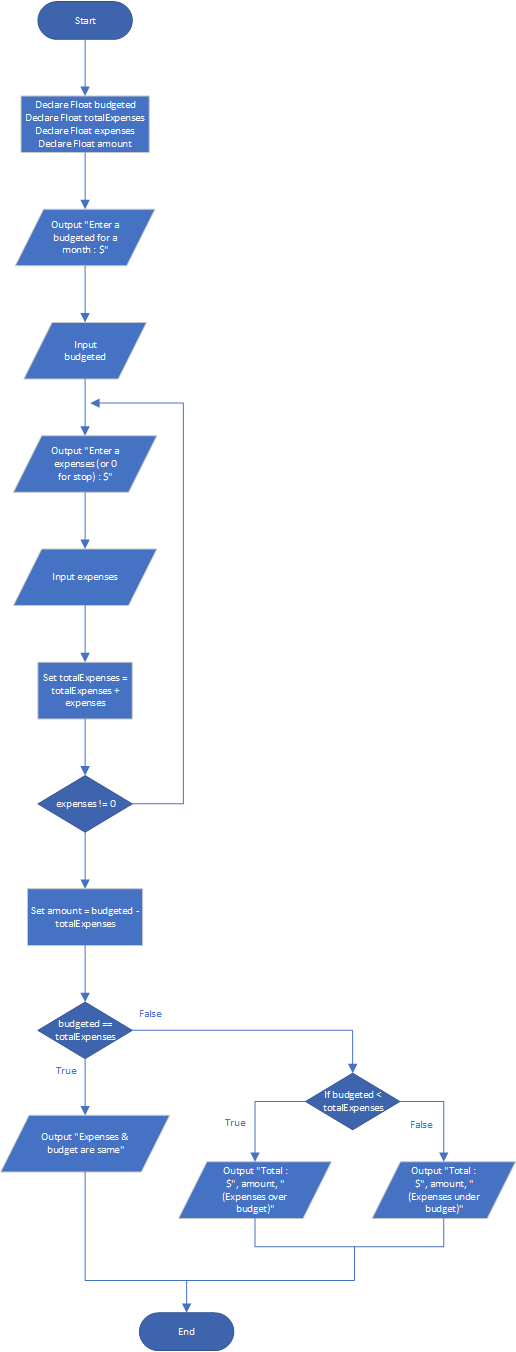 Start
Declare Float budgeted
Declare Float totalExpenses
Declare Float expenses
Declare Float amount
Output "Enter a
budgeted for a
month : $"
Input
budgeted
Output "Enter a
expenses (or 0
for stop) : $"
Input expenses
Set totalExpenses =
totalExpenses +
expenses
expenses != 0
Set amount = budgeted -
totalExpenses
budgeted ==
totalExpenses
False
True
If budgeted <
totalExpenses
True
False
Output "Expenses &
budget are same"
Output "Total :
$", amount, "
(Expenses over
budget)"
Output "Total :
$", amount, "
(Expenses under
budget)"
End